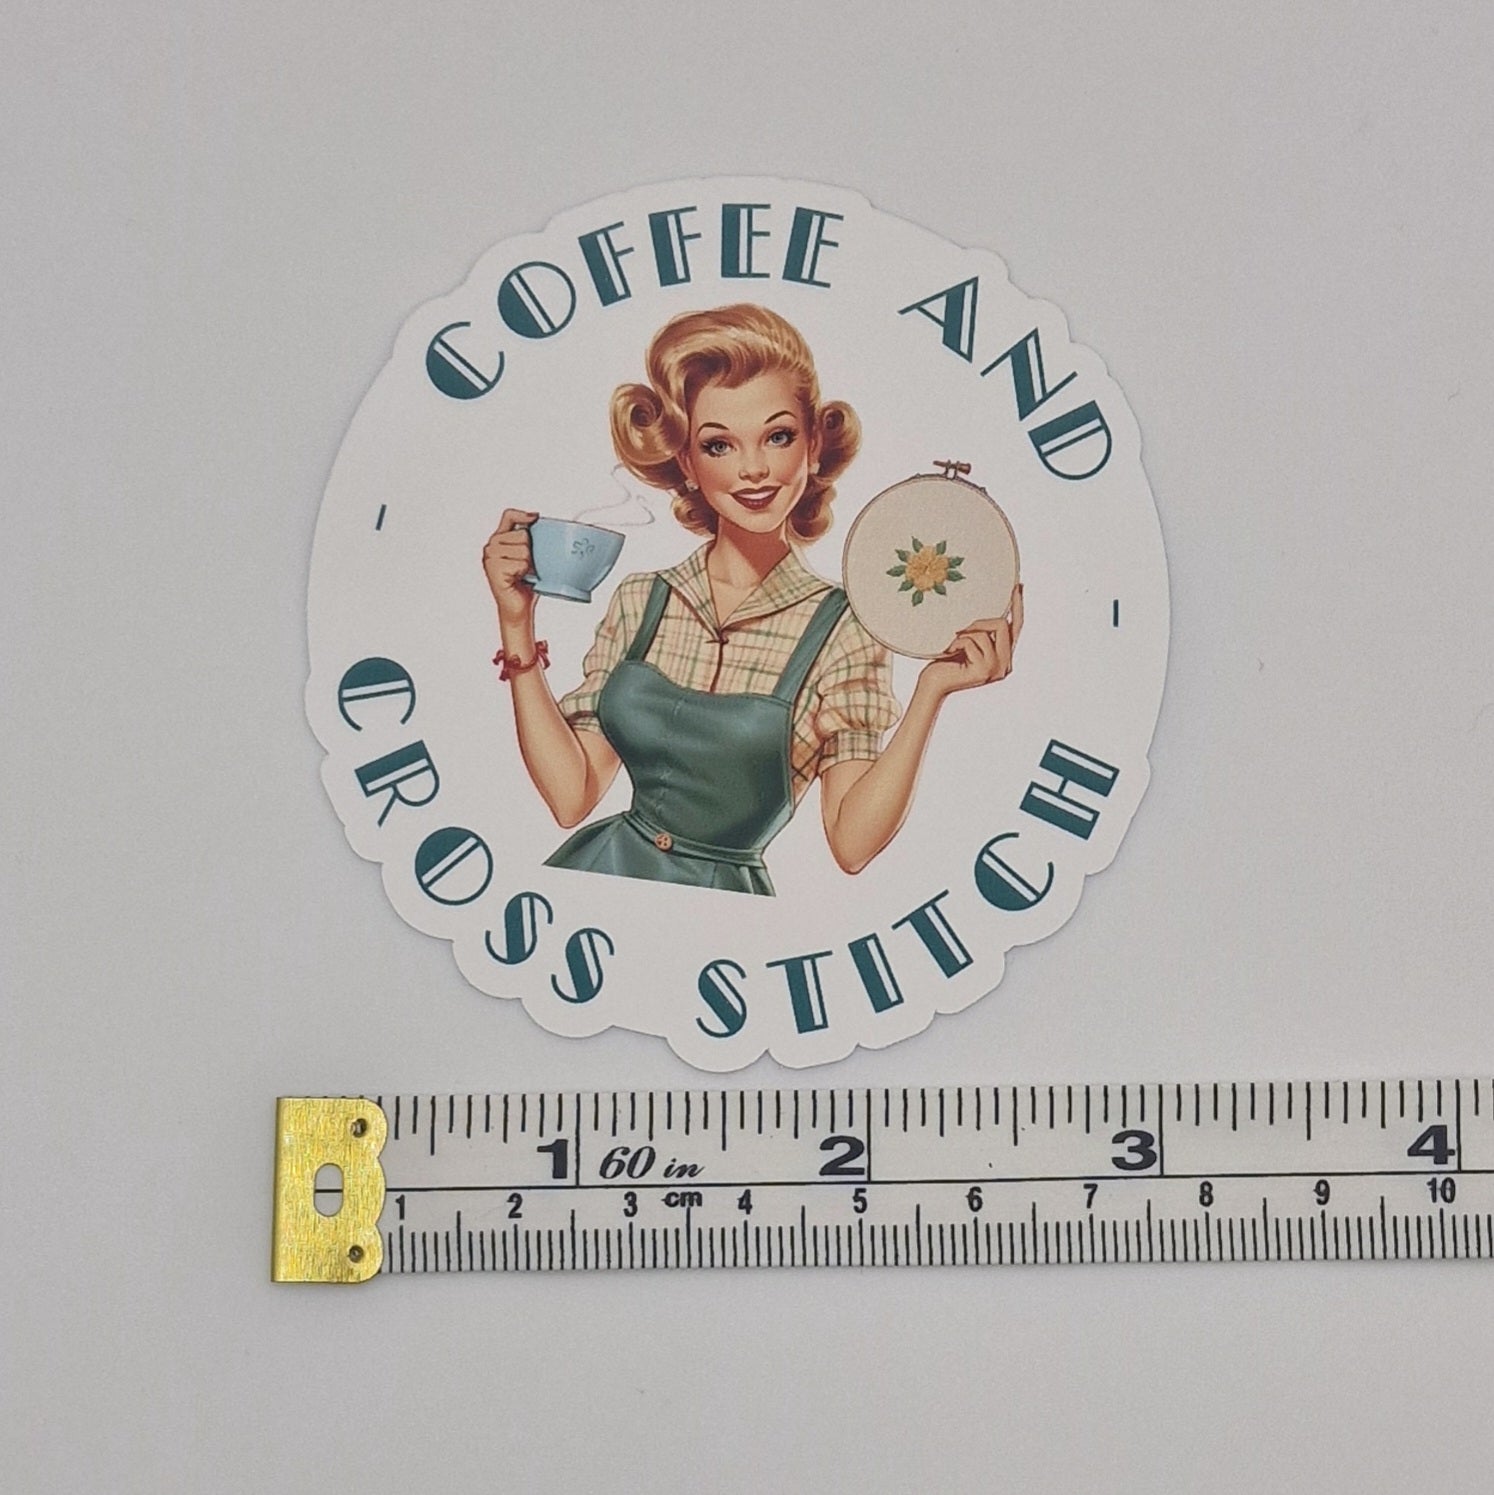 COFFEE AND
- CROSS STITCH -
1 60 in 2 3 4
1 2 3 cm 4 5 6 7 8 9 10